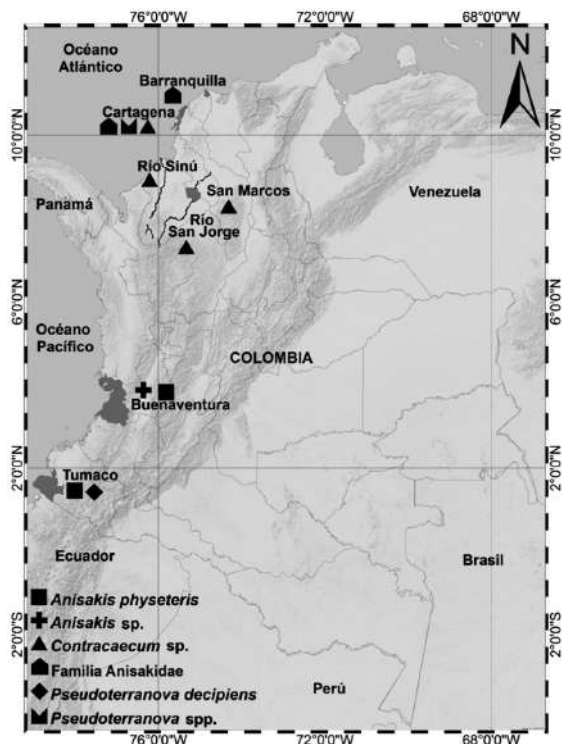 76°0'0"W
72°0'0"W
68°0'0"W
Océano
Atlántico
N
Barranquilla
Cartagena
10°0'0"N
10°0'0"N
Río Sinú
San Marcos
Venezuela
Panamá
Río
San Jorge
6°0'0"N
6°0'0"N
Océano
Pacífico
COLOMBIA
Buenaventura
2°0'0"N
2°0'0"N
Tumaco
Ecuador
Brasil
Anisakis physeteris
Anisakis sp.
2°0'0"S
2°0'0"S
Contracaecum sp.
Familia Anisakidae
Pseudoterranova decipiens
Perú
Pseudoterranova spp.
76°0'0"W
72°0'0"W
68°0'0"W